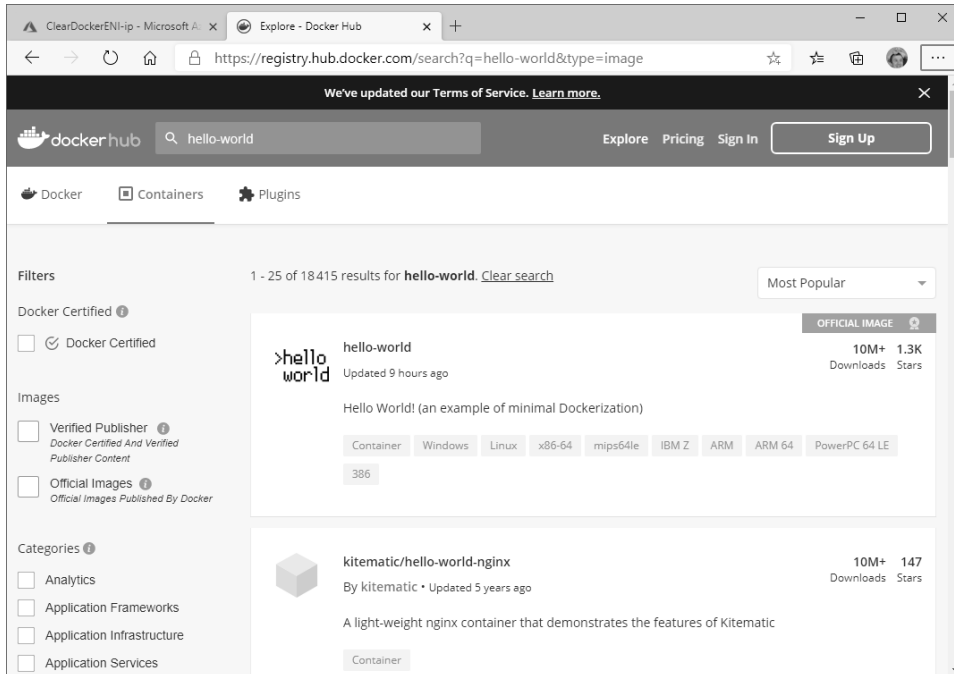 ClearDockerENI-ip - Microsoft A
Explore - Docker Hub
https://registry.hub.docker.com/search?q=hello-world&type=image
We've updated our Terms of Service. Learn more.
dockerhub
hello-world
Explore Pricing Sign In Sign Up
Docker Containers Plugins
Filters
1 - 25 of 18 415 results for hello-world. Clear search
Most Popular
Docker Certified
Docker Certified
Images
Verified Publisher
Docker Certified And Verified
Publisher Content
Official Images
Official Images Published By Docker
Categories
Analytics
Application Frameworks
Application Infrastructure
Application Services
OFFICIAL IMAGE
>hello
world
hello-world
Updated 9 hours ago
10M+ 1.3K
Downloads Stars
Hello World! (an example of minimal Dockerization)
Container Windows Linux x86-64 mips64le IBM Z ARM ARM 64 PowerPC 64 LE
386
kitematic/hello-world-nginx
By kitematic • Updated 5 years ago
10M+ 147
Downloads Stars
A light-weight nginx container that demonstrates the features of Kitematic
Container